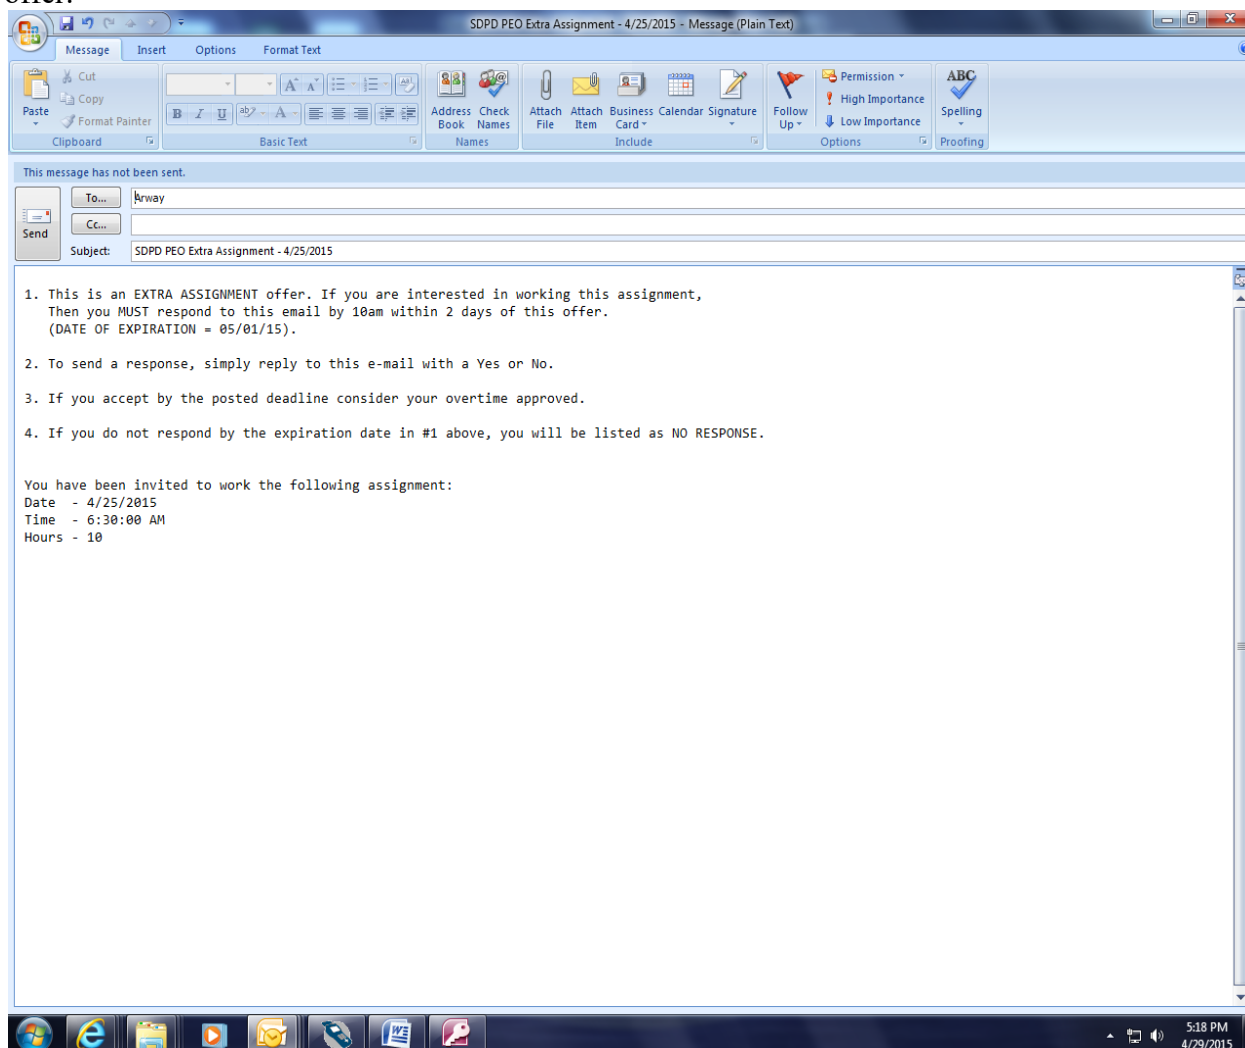 offer.
SDPD PEO Extra Assignment - 4/25/2015 - Message (Plain Text)
Message Insert Options Format Text
Paste
Cut
Copy
Format Painter
Clipboard
B I U
Basic Text
Address Book
Check Names
Names
Attach File
Attach Item
Business Card
Calendar
Signature
Include
Follow Up
Permission
High Importance
Low Importance
Options
ABC
Spelling
Proofing
This message has not been sent.
Send
To... Arway
Cc...
Subject: SDPD PEO Extra Assignment - 4/25/2015
1. This is an EXTRA ASSIGNMENT offer. If you are interested in working this assignment,
Then you MUST respond to this email by 10am within 2 days of this offer.
(DATE OF EXPIRATION = 05/01/15).
2. To send a response, simply reply to this e-mail with a Yes or No.
3. If you accept by the posted deadline consider your overtime approved.
4. If you do not respond by the expiration date in #1 above, you will be listed as NO RESPONSE.
You have been invited to work the following assignment:
Date - 4/25/2015
Time - 6:30:00 AM
Hours - 10
5:18 PM
4/29/2015